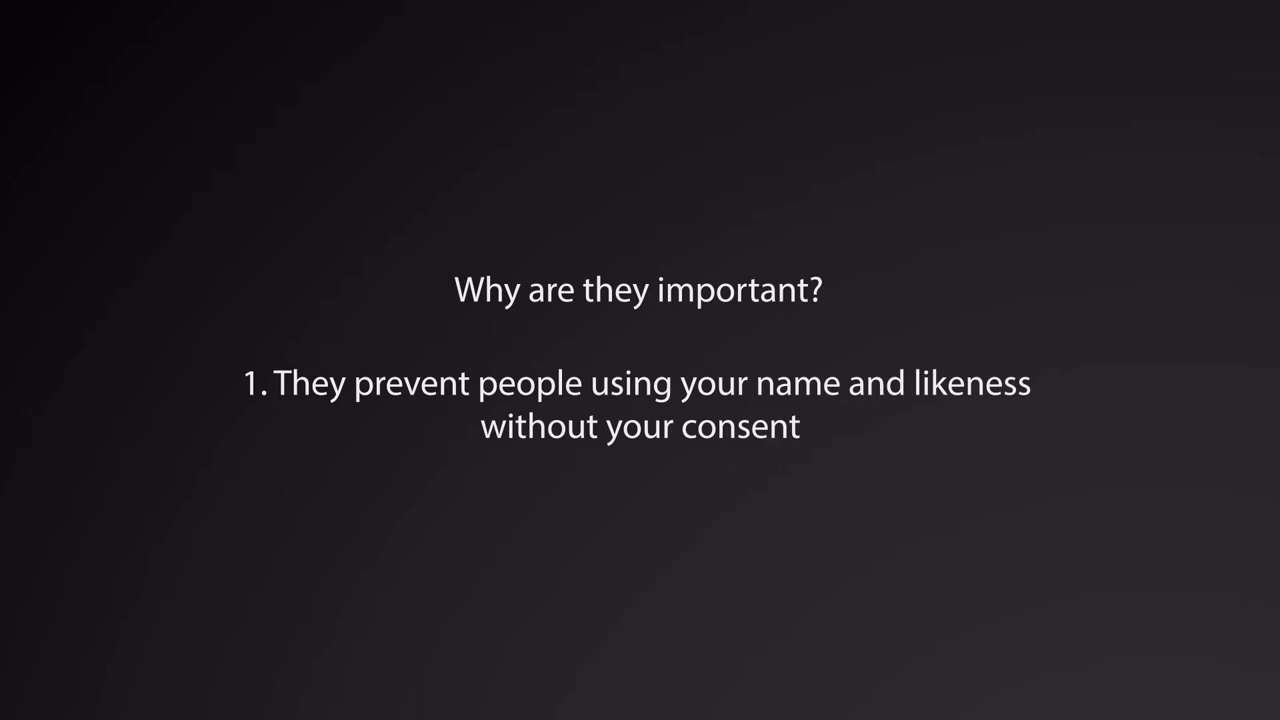 Why are they important?
1. They prevent people using your name and likeness
without your consent